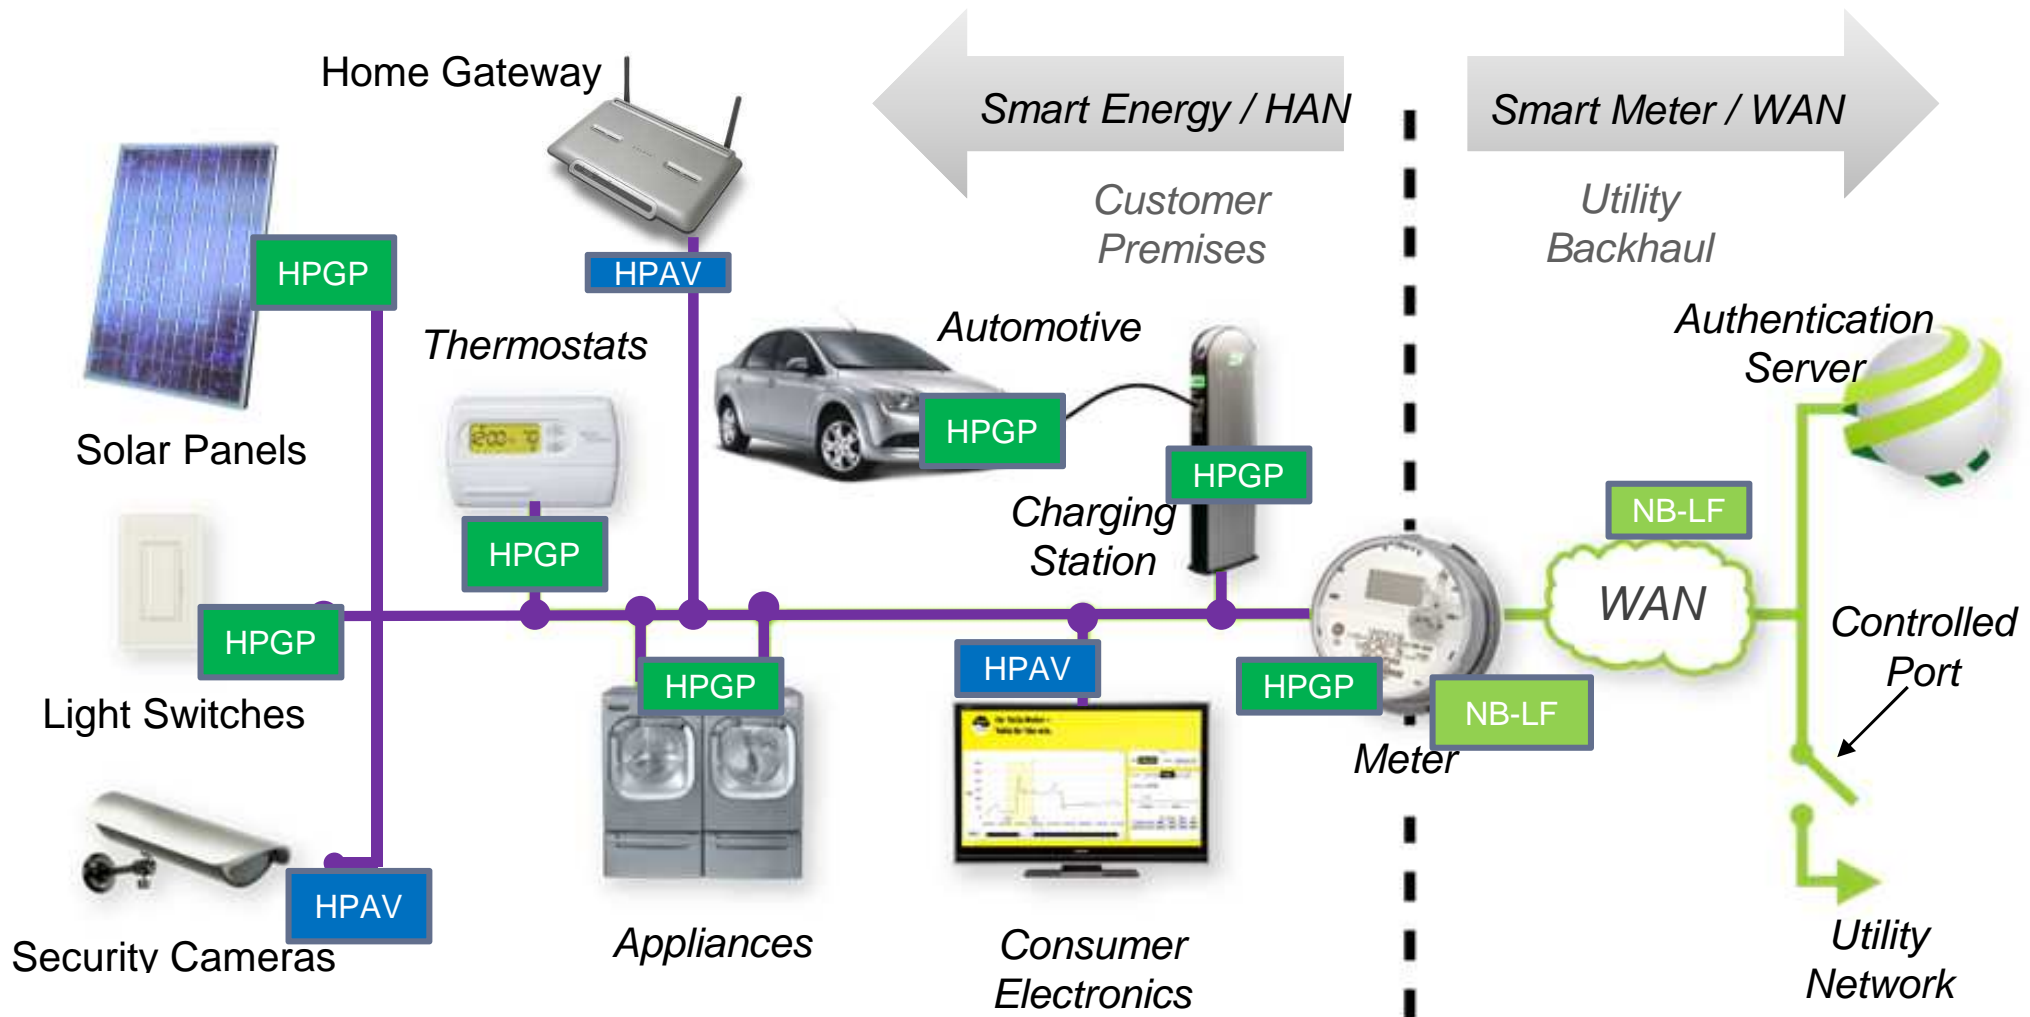 Home Gateway
Smart Energy / HAN
Smart Meter / WAN
Customer
Premises
Utility
Backhaul
HPGP
HPAV
Thermostats
Automotive
Authentication
Server
Solar Panels
HPGP
HPGP
Charging
Station
NB-LF
HPGP
WAN
Controlled
Port
HPGP
HPGP
HPAV
HPGP
NB-LF
Light Switches
Meter
HPAV
Security Cameras
Appliances
Consumer
Electronics
Utility
Network